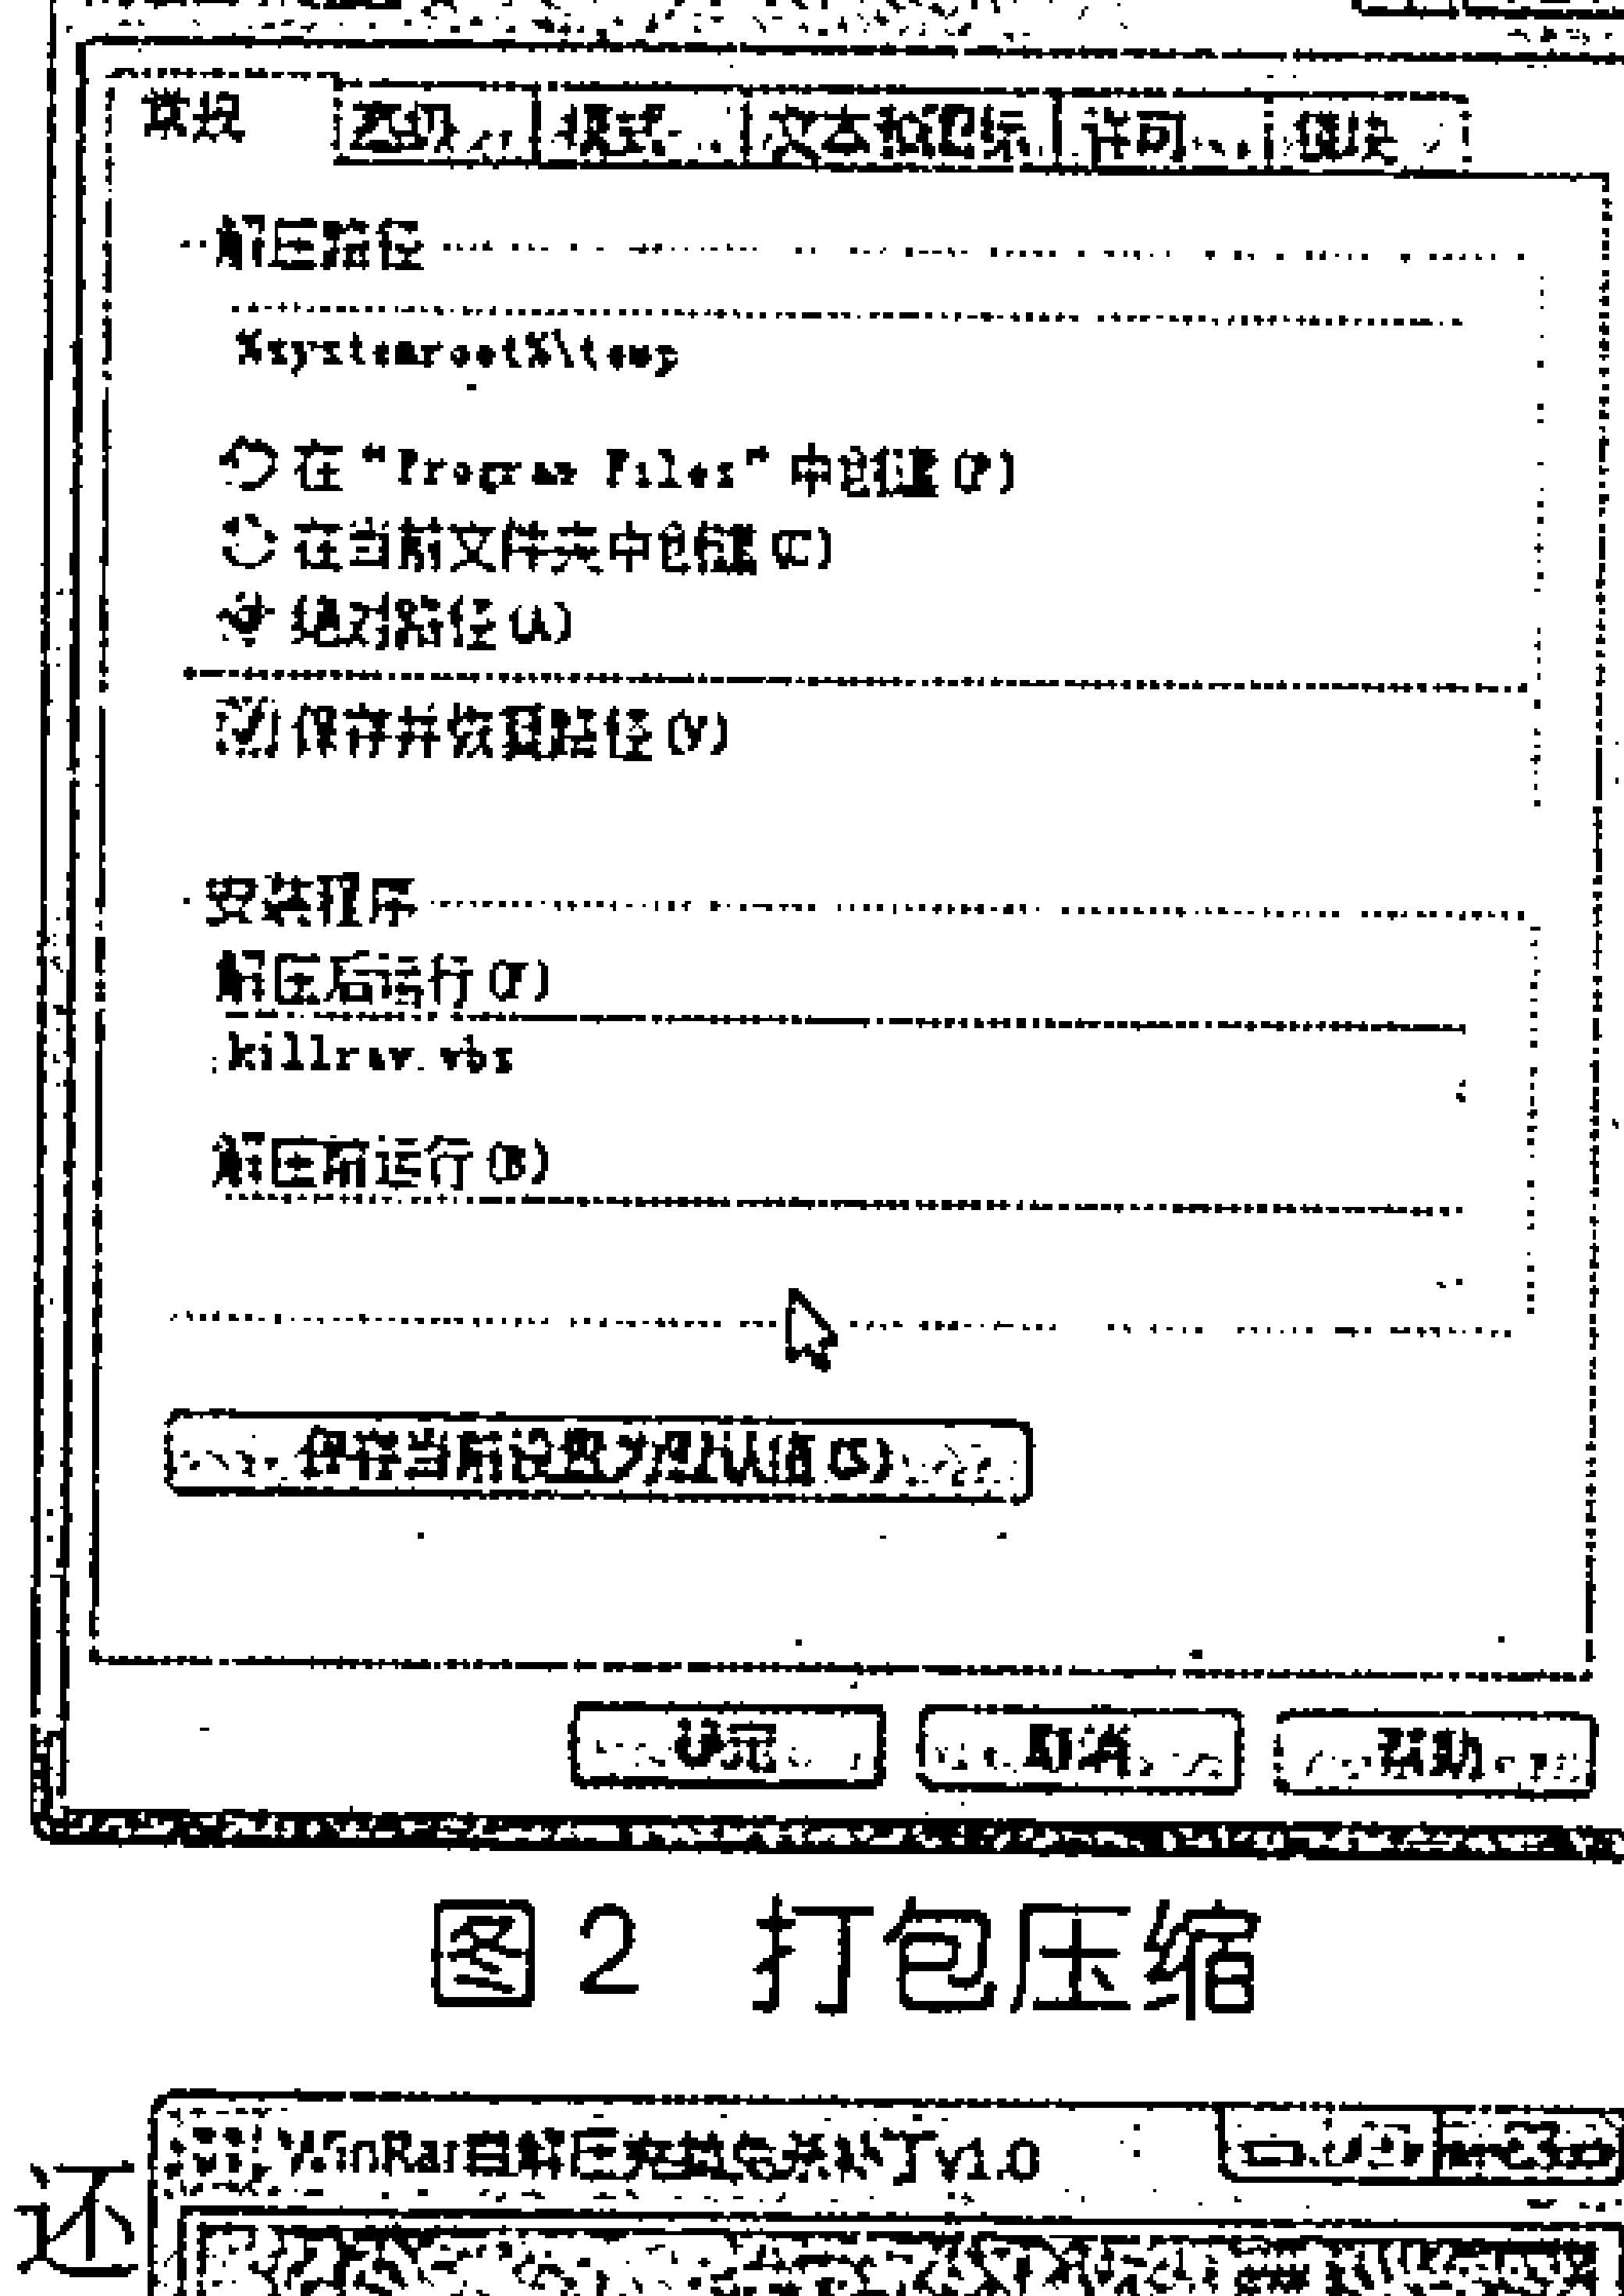 常规 高级 模式 文本和图标 许可 模块
解压路径
%systemroot%\temp
在“Program Files”中创建(P)
在当前文件夹中创建(C)
绝对路径(A)
保存并恢复路径(V)
安装程序
解压后运行(F)
killrav.vbs
解压前运行(B)
保存当前设置为默认值(S)
确定 取消 帮助
图2 打包压缩
WinRar自解压 v1.0
还